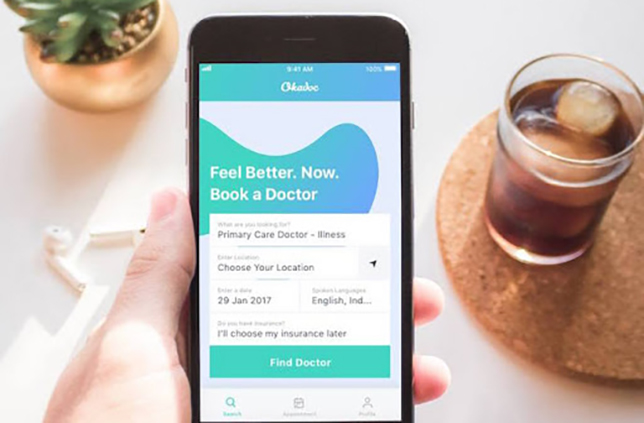 9:41 AM
100%
Okadoc
Feel Better. Now.
Book a Doctor
What are you looking for?
Primary Care Doctor - Illness
Enter Location
Choose Your Location
Enter a date
29 Jan 2017
Spoken Languages
English, Ind...
Do you have insurance?
I'll choose my insurance later
Find Doctor
Search
Appointment
Profile